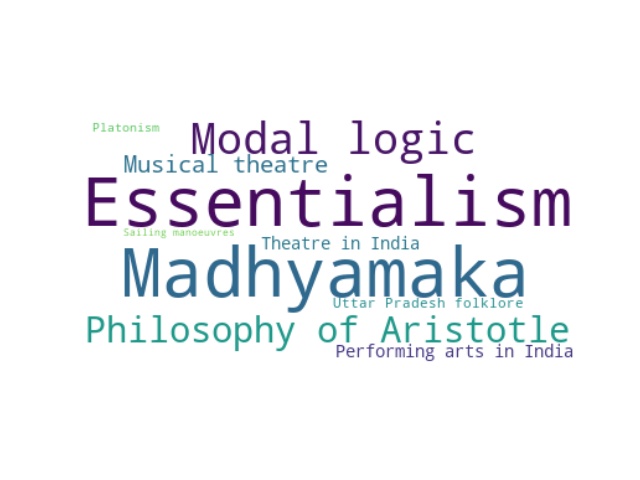 Platonism
Modal logic
Musical theatre
Essentialism
Sailing manoeuvres
Theatre in India
Madhyamaka
Uttar Pradesh folklore
Philosophy of Aristotle
Performing arts in India